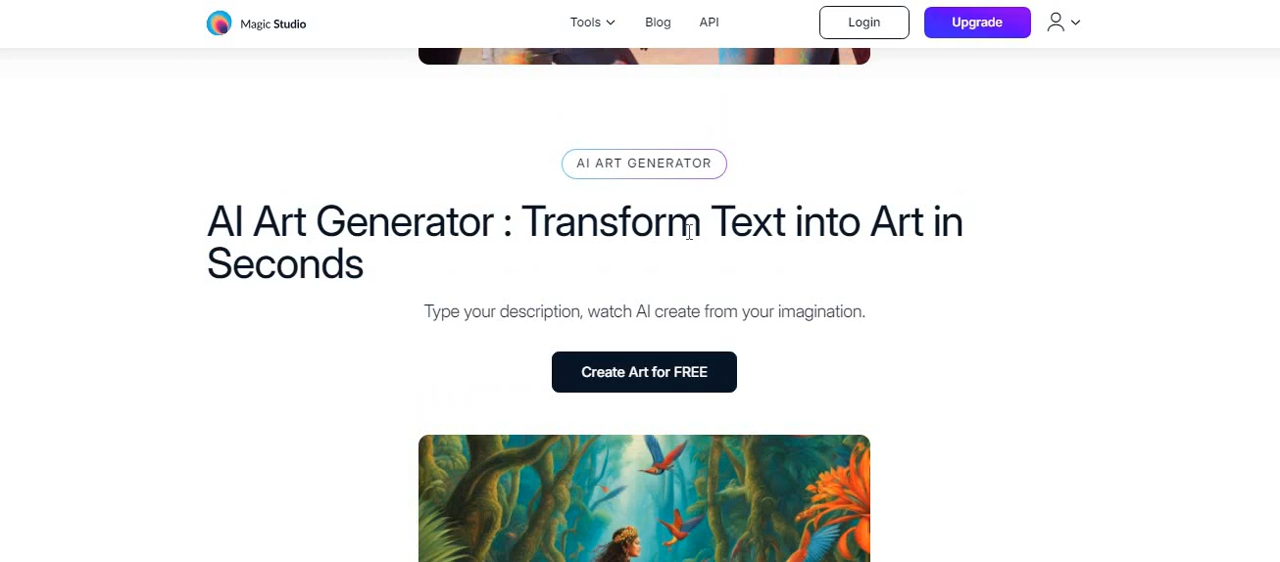 Magic Studio Tools Blog API Login Upgrade
AI ART GENERATOR
AI Art Generator : Transform Text into Art in
Seconds
Type your description, watch AI create from your imagination.
Create Art for FREE